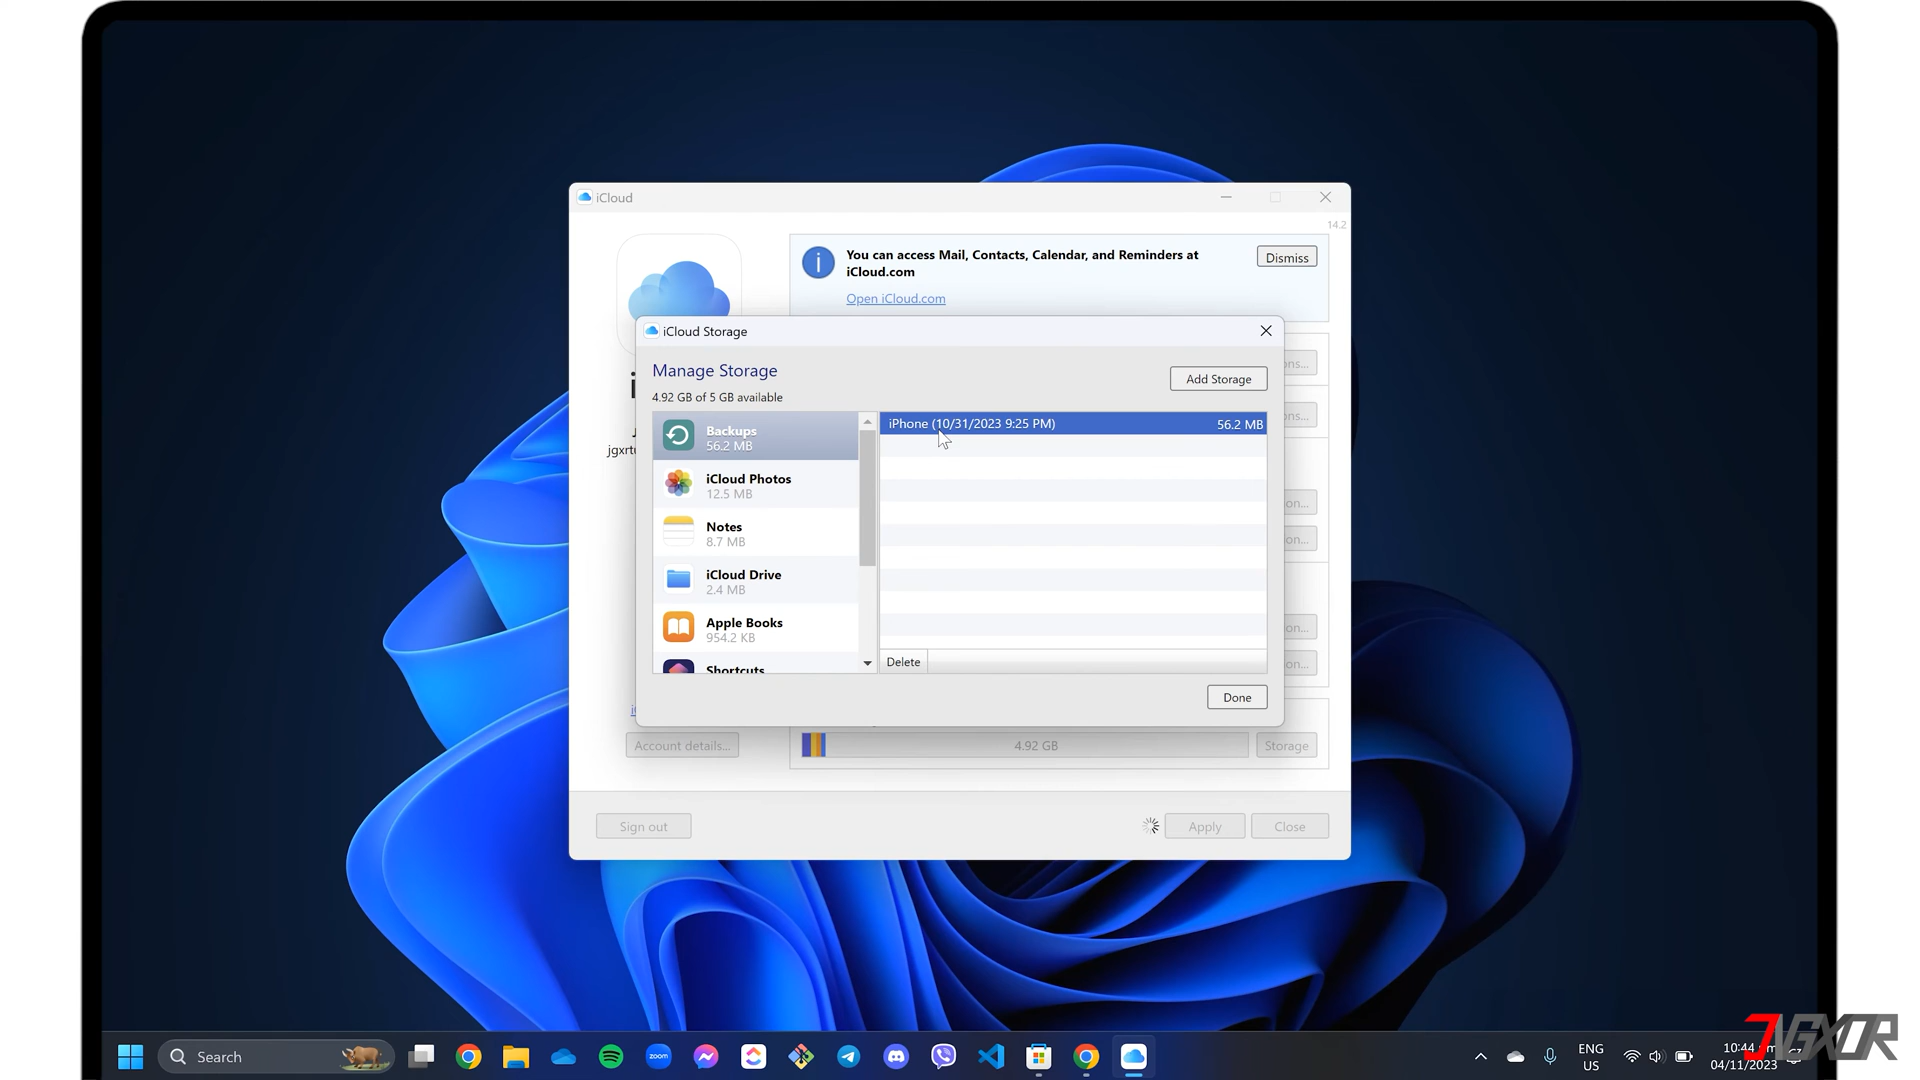 iCloud
14.2
You can access Mail, Contacts, Calendar, and Reminders at
iCloud.com
Dismiss
Open iCloud.com
iCloud Storage
Manage Storage
4.92 GB of 5 GB available
Add Storage
Backups
56.2 MB
iPhone (10/31/2023 9:25 PM)
56.2 MB
iCloud Photos
12.5 MB
Notes
8.7 MB
iCloud Drive
2.4 MB
Apple Books
954.2 KB
Shortcuts
Delete
Done
jgxrtu
Account details...
4.92 GB
Storage
Sign out
Apply
Close
Search
zoom
ENG
US
10:44
04/11/2023
JVGXOR